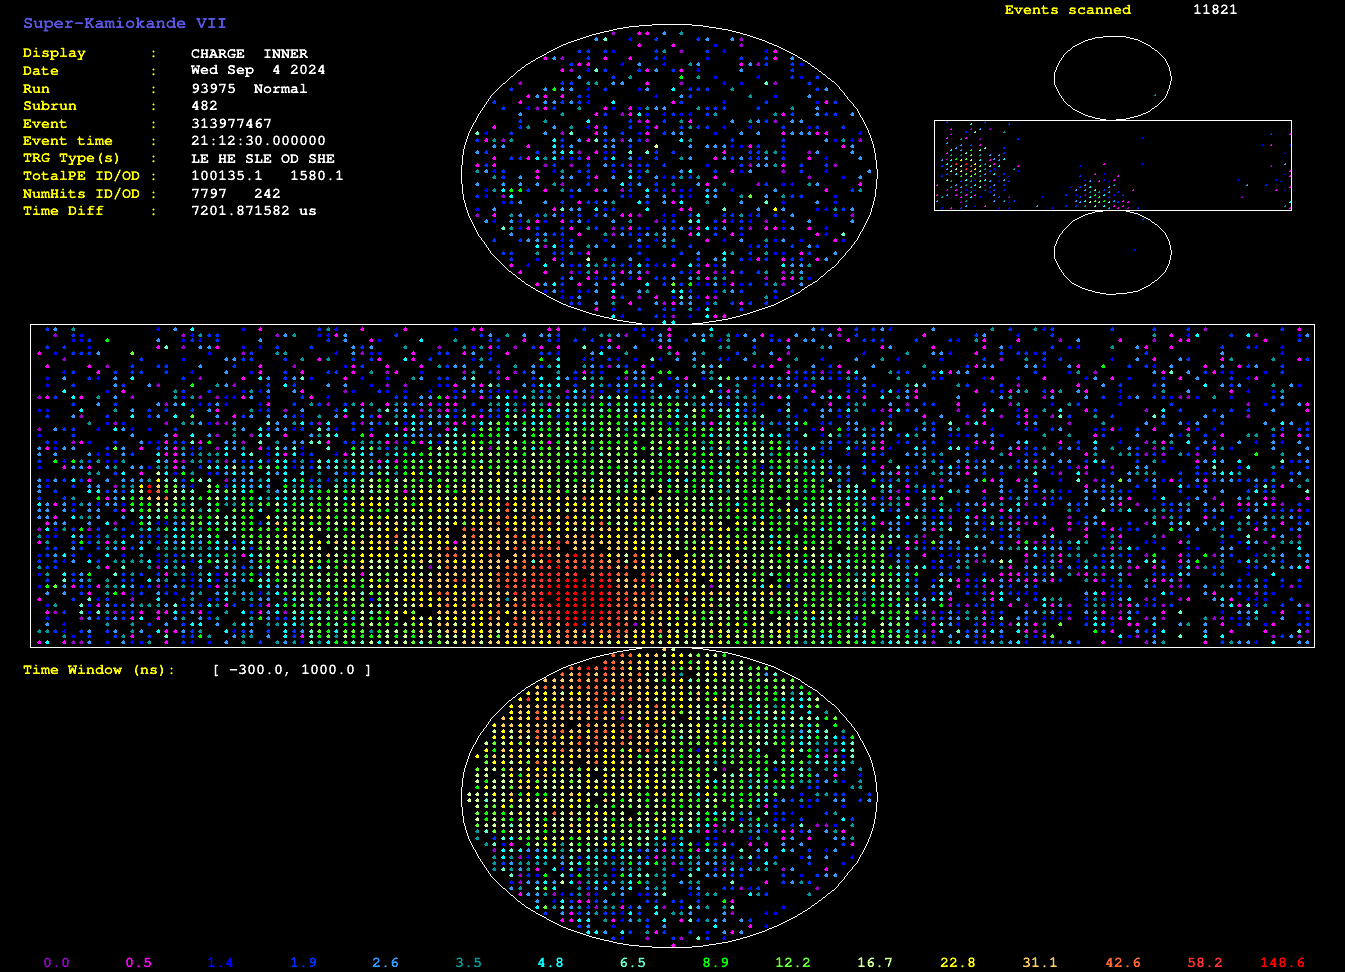 Super-Kamiokande VII
Events scanned 11821
Display : CHARGE INNER
Date : Wed Sep 4 2024
Run : 93975 Normal
Subrun : 482
Event : 313977467
Event time : 21:12:30.000000
TRG Type(s) : LE HE SLE OD SHE
TotalPE ID/OD : 100135.1 1580.1
NumHits ID/OD : 7797 242
Time Diff : 7201.871582 us
Time Window (ns): [ -300.0, 1000.0 ]
0.0 0.5 1.4 1.9 2.6 3.5 4.8 6.5 8.9 12.2 16.7 22.8 31.1 42.6 58.2 148.6